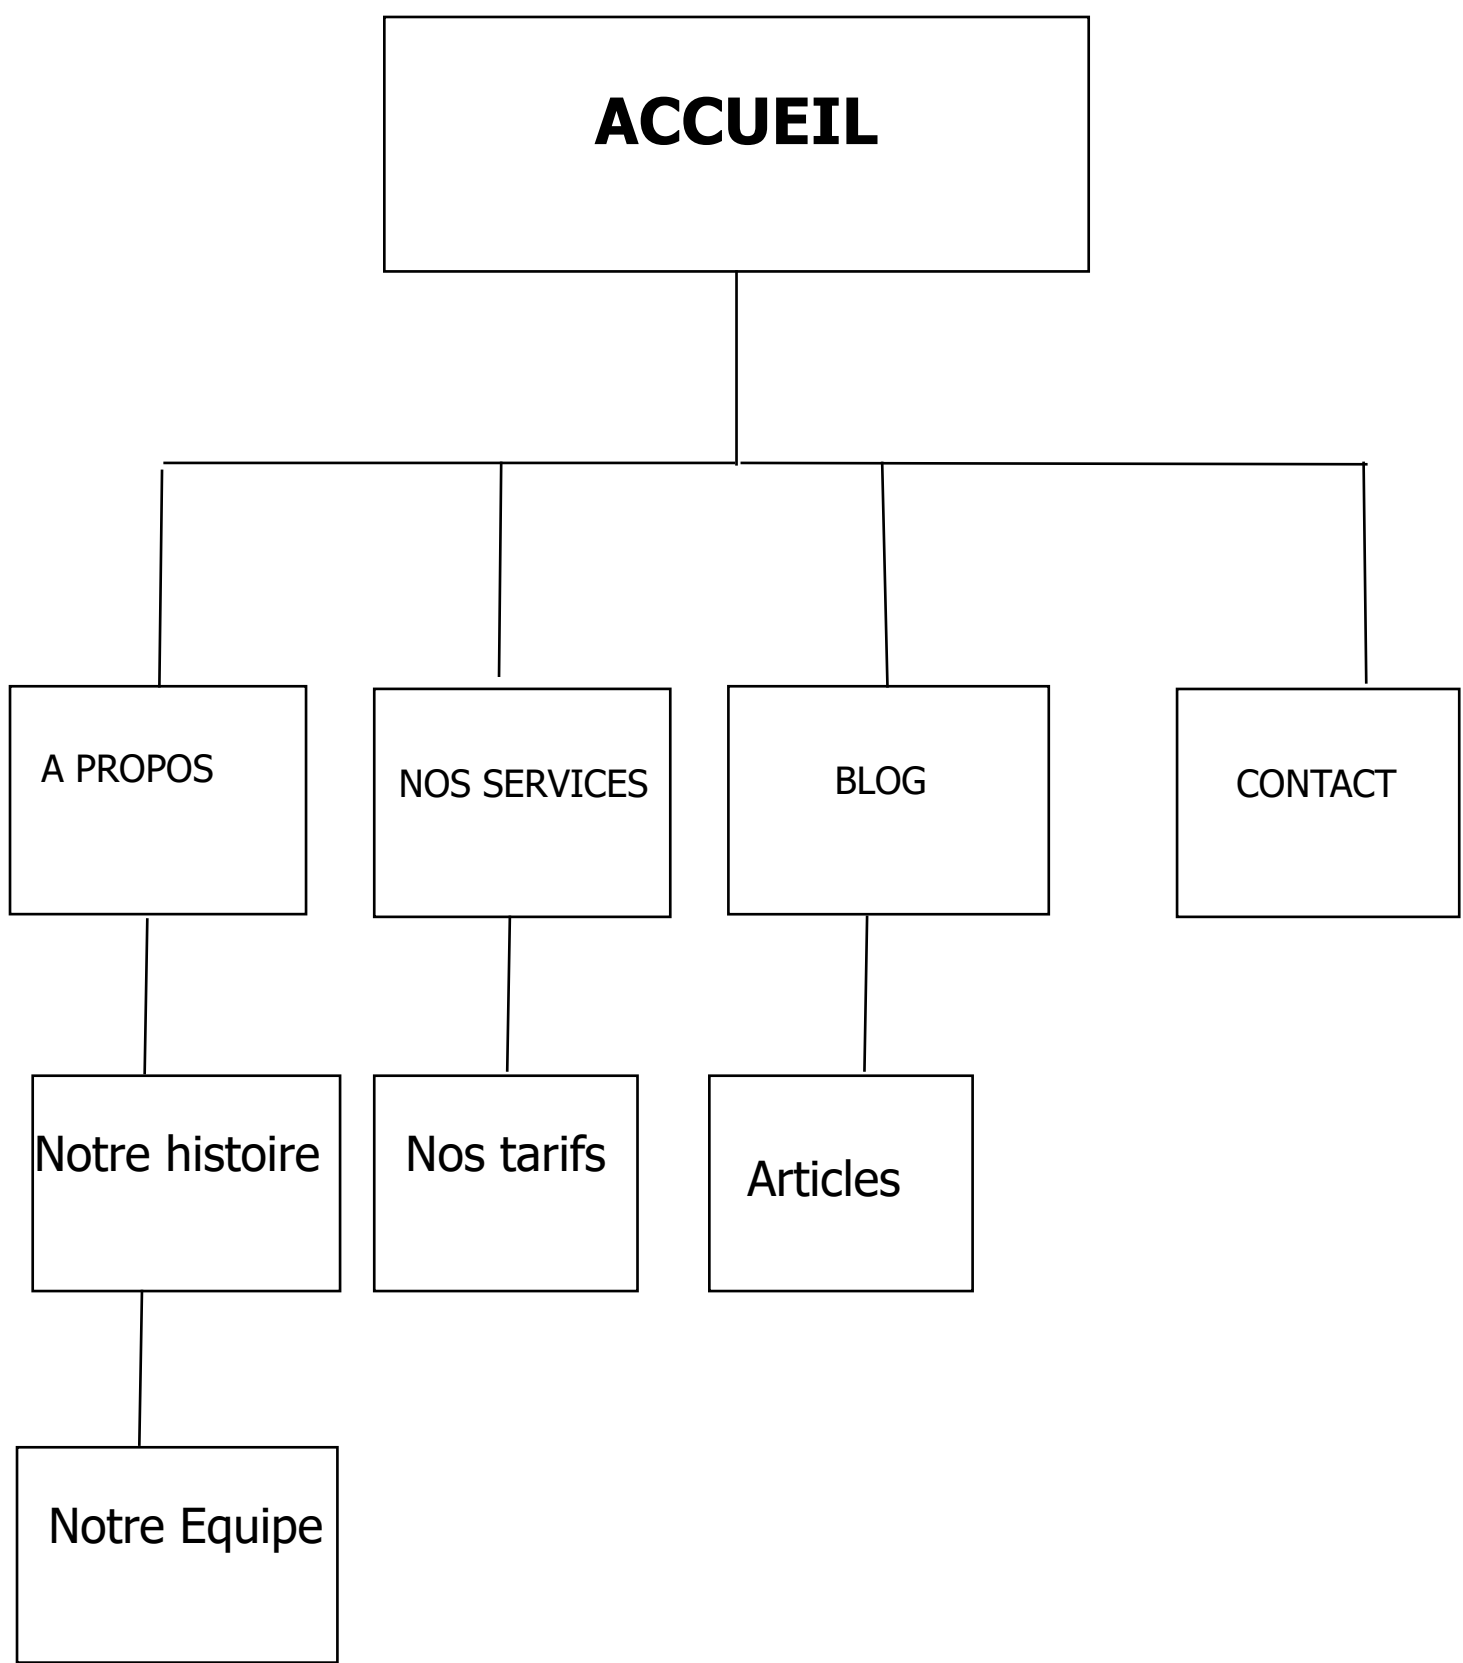 ACCUEIL
A PROPOS
NOS SERVICES
BLOG
CONTACT
Notre histoire
Nos tarifs
Articles
Notre Equipe